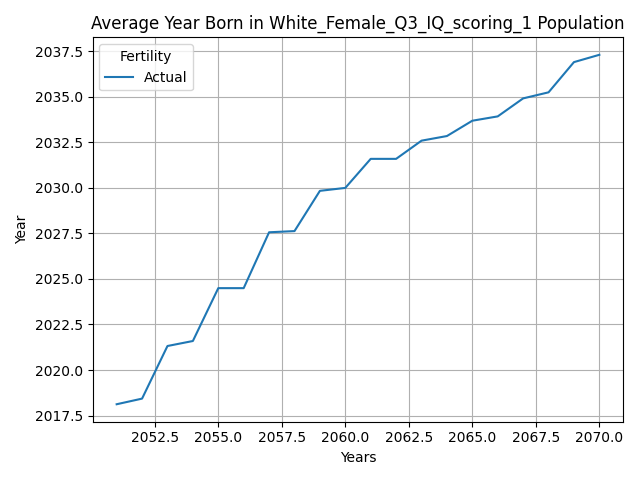 Average Year Born in White_Female_Q3_IQ_scoring_1 Population
Fertility
Actual
2037.5
2035.0
2032.5
2030.0
2027.5
2025.0
2022.5
2020.0
2017.5
Year
2052.5 2055.0 2057.5 2060.0 2062.5 2065.0 2067.5 2070.0
Years